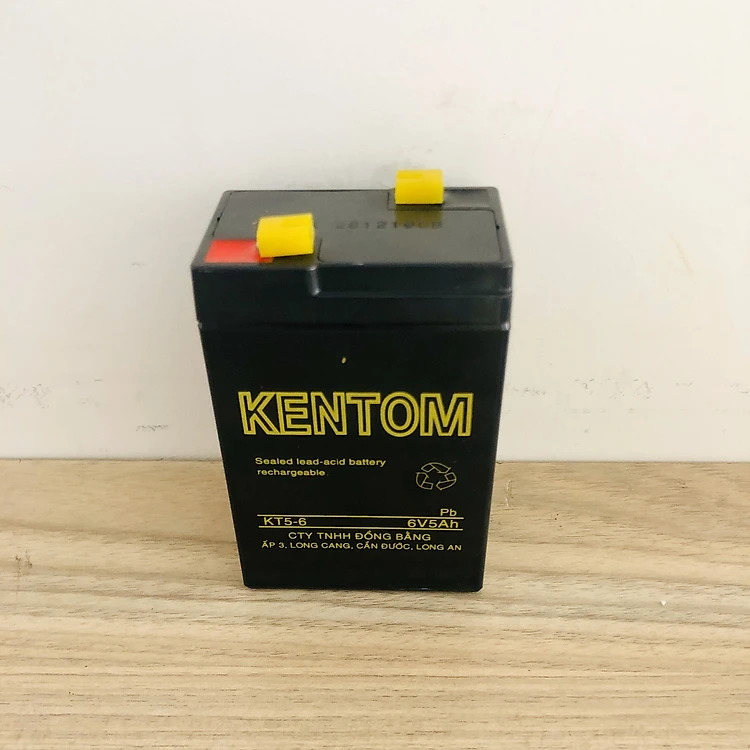 KENTOM
Sealed lead-acid battery
rechargeable
Pb
KT5-6 6V5Ah
CTY TNHH ĐỒNG BẰNG
ẤP 3, LONG CANG, CẦN ĐƯỚC, LONG AN